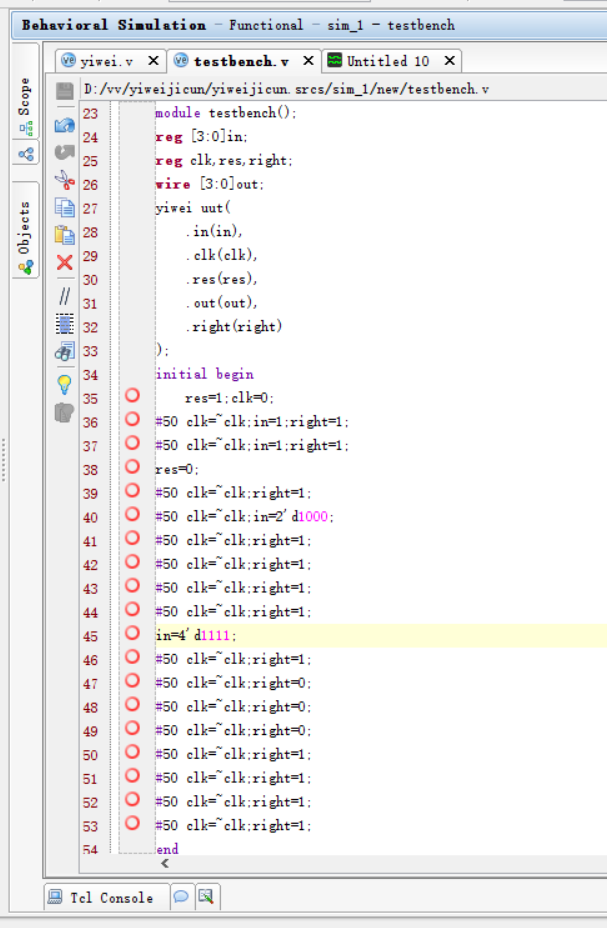 Behavioral Simulation - Functional - sim_1 - testbench
yiwei.v testbench.v Untitled 10
D:/vv/yiweijicun/yiweijicun.srcs/sim_1/new/testbench.v
Scope
Objects
23 module testbench();
24 reg [3:0]in;
25 reg clk,res,right;
26 wire [3:0]out;
27 yiwei uut(
28 .in(in),
29 .clk(clk),
30 .res(res),
31 .out(out),
32 .right(right)
33 );
34 initial begin
35 res=1;clk=0;
36 #50 clk=~clk;in=1;right=1;
37 #50 clk=~clk;in=1;right=1;
38 res=0;
39 #50 clk=~clk;right=1;
40 #50 clk=~clk;in=2'd1000;
41 #50 clk=~clk;right=1;
42 #50 clk=~clk;right=1;
43 #50 clk=~clk;right=1;
44 #50 clk=~clk;right=1;
45 in=4'd1111;
46 #50 clk=~clk;right=1;
47 #50 clk=~clk;right=0;
48 #50 clk=~clk;right=0;
49 #50 clk=~clk;right=0;
50 #50 clk=~clk;right=1;
51 #50 clk=~clk;right=1;
52 #50 clk=~clk;right=1;
53 #50 clk=~clk;right=1;
54 end
Tcl Console